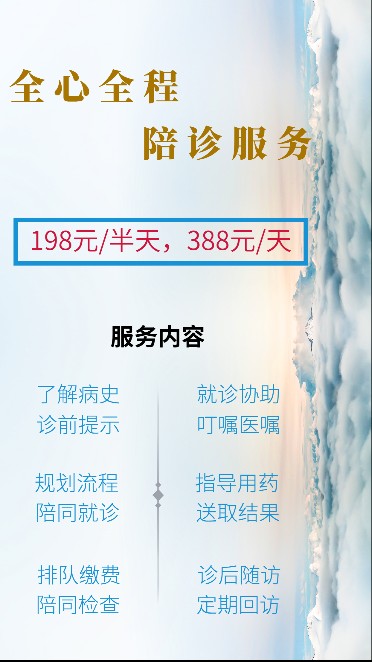 全心全程
陪诊服务
198元/半天，388元/天
服务内容
了解病史
诊前提示
就诊协助
叮嘱医嘱
规划流程
陪同就诊
指导用药
送取结果
排队缴费
陪同检查
诊后随访
定期回访